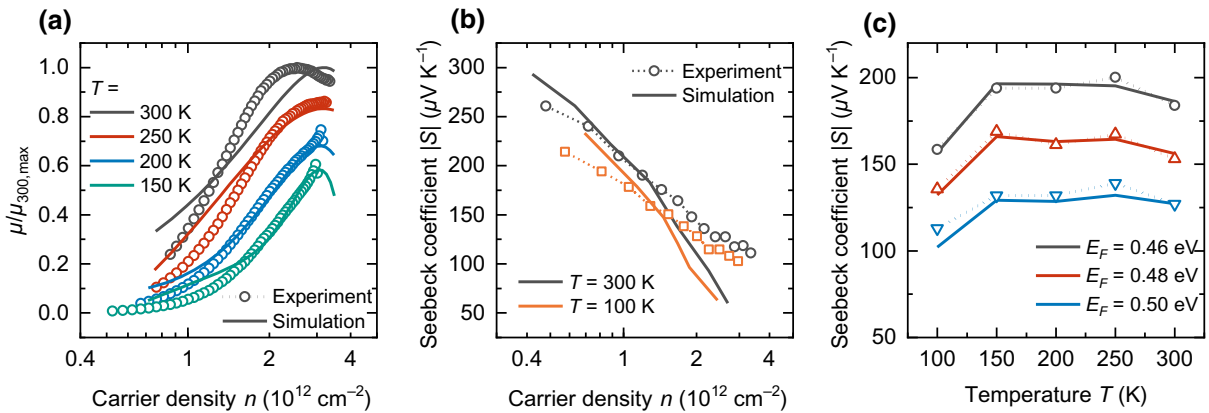 (a)
μ/μ300,max
1.0
0.8
0.6
0.4
0.2
0.0
T =
300 K
250 K
200 K
150 K
Experiment
Simulation
0.4 1 2 4
Carrier density n (10¹² cm⁻²)
(b)
Seebeck coefficient |S| (μV K⁻¹)
300
250
200
150
100
50
Experiment
Simulation
T = 300 K
T = 100 K
0.4 1 2 4
Carrier density n (10¹² cm⁻²)
(c)
Seebeck coefficient |S| (μV K⁻¹)
200
150
100
50
EF = 0.46 eV
EF = 0.48 eV
EF = 0.50 eV
100 150 200 250 300
Temperature T (K)